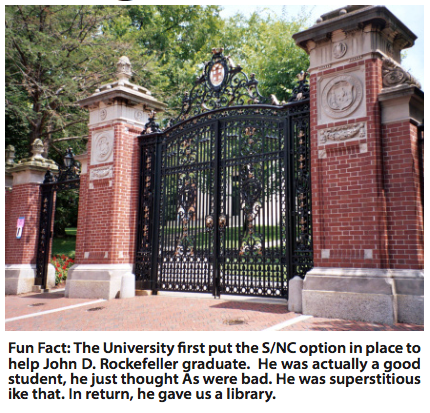 Fun Fact: The University first put the S/NC option in place to
help John D. Rockefeller graduate. He was actually a good
student, he just thought As were bad. He was superstitious
ike that. In return, he gave us a library.